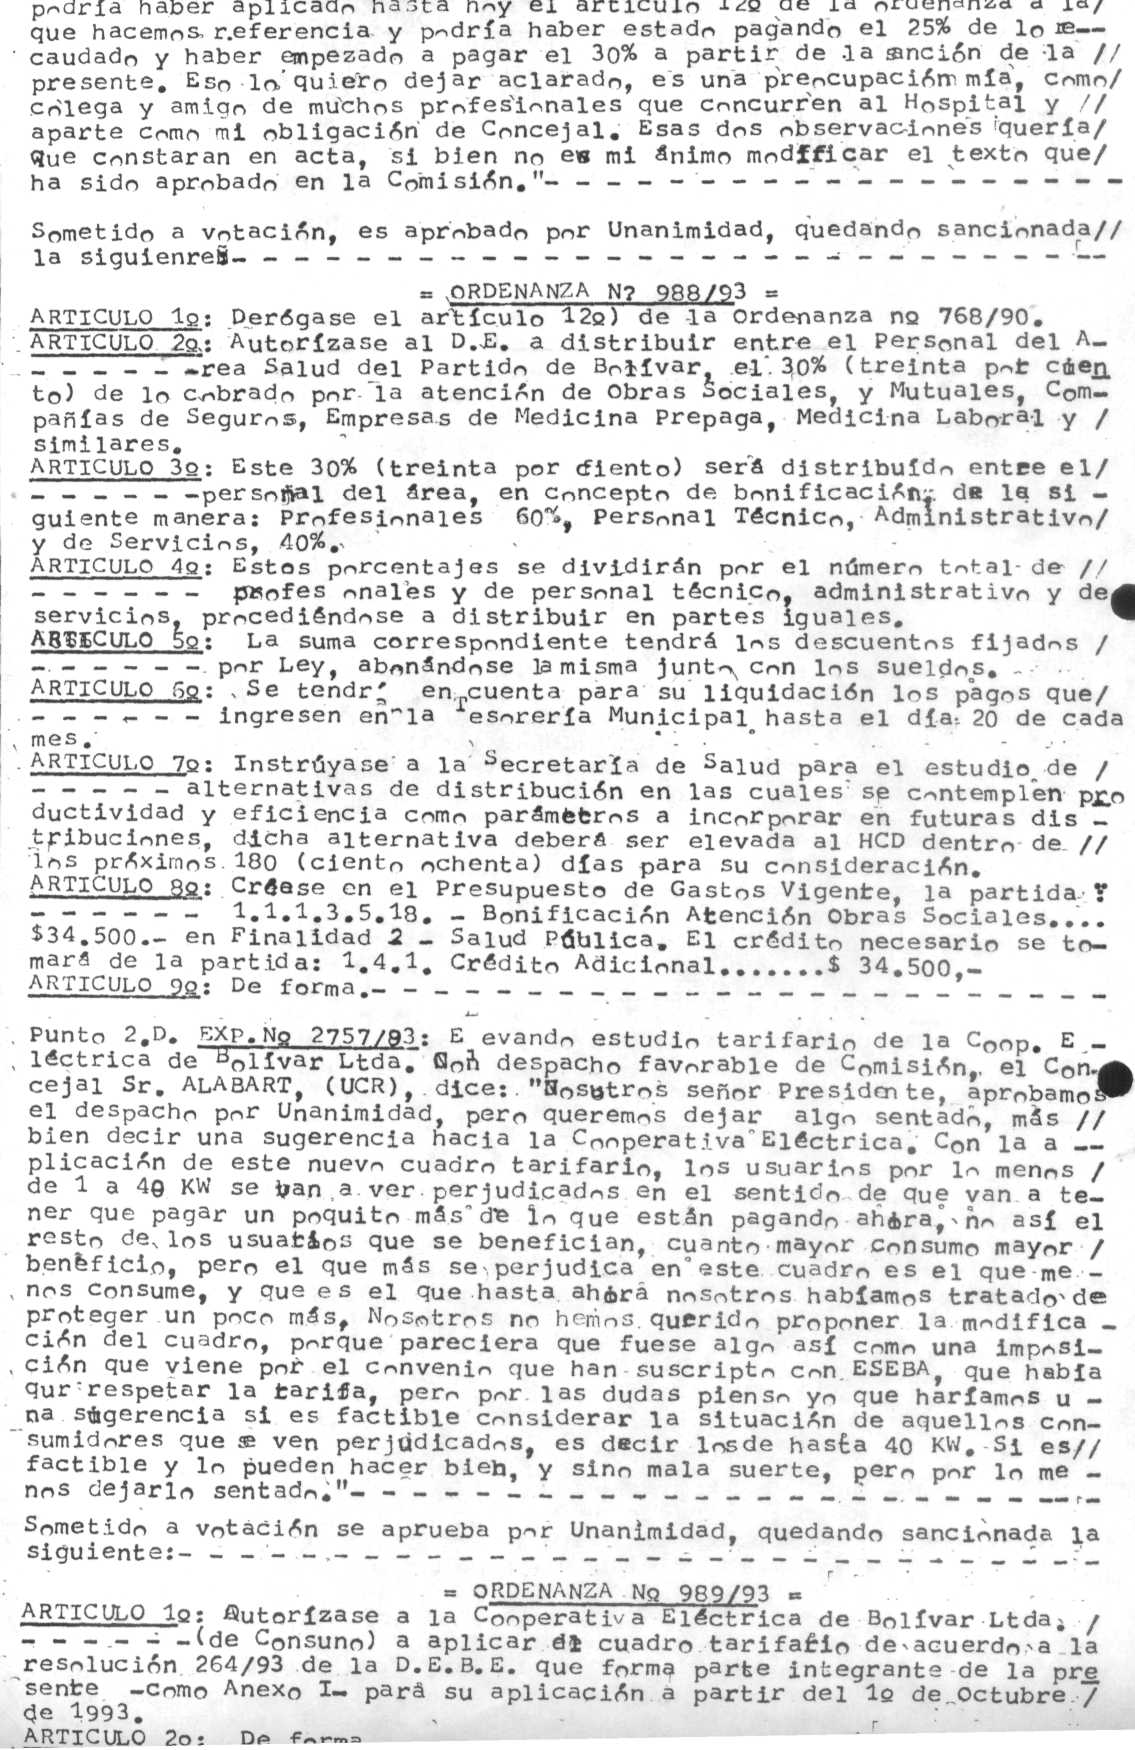 podría haber aplicado hasta hoy el artículo 12º de la ordenanza a la/
que hacemos referencia y podría haber estado pagando el 25% de lo re--
caudado y haber empezado a pagar el 30% a partir de la sanción de la //
presente. Eso lo quiero dejar aclarado, es una preocupación mía, como/
colega y amigo de muchos profesionales que concurren al Hospital y //
aparte como mi obligación de Concejal. Esas dos observaciones quería/
que constaran en acta, si bien no es mi ánimo modificar el texto que/
ha sido aprobado en la Comisión."- - - - - - - - - - - - - - - - - - -
Sometido a votación, es aprobado por Unanimidad, quedando sancionada//
la siguienre:- - - - - - - - - - - - - - - - - - - - - - - - - - - --
= ORDENANZA N? 988/93 =
ARTICULO 1º: Derógase el artículo 12º) de la Ordenanza nº 768/90.
ARTICULO 2º: Autorízase al D.E. a distribuir entre el Personal del A-
- - - - - -rea Salud del Partido de Bolívar, el 30% (treinta por cien
to) de lo cobrado por la atención de Obras Sociales, y Mutuales, Com-
pañías de Seguros, Empresas de Medicina Prepaga, Medicina Laboral y /
similares.
ARTICULO 3º: Este 30% (treinta por ciento) será distribuído entre el/
- - - - - -personal del área, en concepto de bonificación, de la si -
guiente manera: Profesionales 60%, Personal Técnico, Administrativo/
y de Servicios, 40%.
ARTICULO 4º: Estos porcentajes se dividirán por el número total de //
- - - - - - profes onales y de personal técnico, administrativo y de
servicios, procediéndose a distribuir en partes iguales.
ARTICULO 5º: La suma correspondiente tendrá los descuentos fijados /
- - - - - - por Ley, abonándose la misma junto con los sueldos.
ARTICULO 6º: Se tendrá en cuenta para su liquidación los pagos que/
- - - - - - ingresen en la Tesorería Municipal hasta el día 20 de cada
mes.
ARTICULO 7º: Instrúyase a la Secretaría de Salud para el estudio de /
- - - - - alternativas de distribución en las cuales se contemplen pro
ductividad y eficiencia como parámetros a incorporar en futuras dis -
tribuciones, dicha alternativa deberá ser elevada al HCD dentro de //
los próximos 180 (ciento ochenta) días para su consideración.
ARTICULO 8º: Créase en el Presupuesto de Gastos Vigente, la partida:
- - - - - - 1.1.1.3.5.18. - Bonificación Atención Obras Sociales....
$34.500.- en Finalidad 2 - Salud Pública. El crédito necesario se to-
mará de la partida: 1.4.1. Crédito Adicional.......$ 34.500,-
ARTICULO 9º: De forma.- - - - - - - - - - - - - - - - - - - - - - - -
Punto 2.D. EXP.Nº 2757/93: E evando estudio tarifario de la Coop. E -
léctrica de Bolívar Ltda. Con despacho favorable de Comisión, el Con-
cejal Sr. ALABART, (UCR), dice: "Nosotros señor Presidente, aprobamos
el despacho por Unanimidad, pero queremos dejar algo sentado, más //
bien decir una sugerencia hacia la Cooperativa Eléctrica. Con la a --
plicación de este nuevo cuadro tarifario, los usuarios por lo menos /
de 1 a 40 KW se van a ver perjudicados en el sentido de que van a te-
ner que pagar un poquito más de lo que están pagando ahora, no así el
resto de los usuarios que se benefician, cuanto mayor consumo mayor /
beneficio, pero el que más se perjudica en este cuadro es el que me -
nos consume, y que es el que hasta ahora nosotros habíamos tratado de
proteger un poco más, Nosotros no hemos querido proponer la modifica -
ción del cuadro, porque pareciera que fuese algo así como una imposi-
ción que viene por el convenio que han suscripto con ESEBA, que había
qur respetar la tarifa, pero por las dudas pienso yo que haríamos u -
na sugerencia si es factible considerar la situación de aquellos con-
sumidores que se ven perjudicados, es decir los de hasta 40 KW. Si es//
factible y lo pueden hacer bien, y sino mala suerte, pero por lo me -
nos dejarlo sentado."- - - - - - - - - - - - - - - - - - - - - - --
Sometido a votación se aprueba por Unanimidad, quedando sancionada la
siguiente:- - - - - - - - - - - - - - - - - - - - - - - - - - - - -
= ORDENANZA Nº 989/93 =
ARTICULO 1º: Autorízase a la Cooperativa Eléctrica de Bolívar Ltda. /
- - - - - -(de Consuno) a aplicar el cuadro tarifario de acuerdo a la
resolución 264/93 de la D.E.B.E. que forma parte integrante de la pre
sente -como Anexo I- para su aplicación a partir del 1º de Octubre /
de 1993.
ARTICULO 2º: De forma